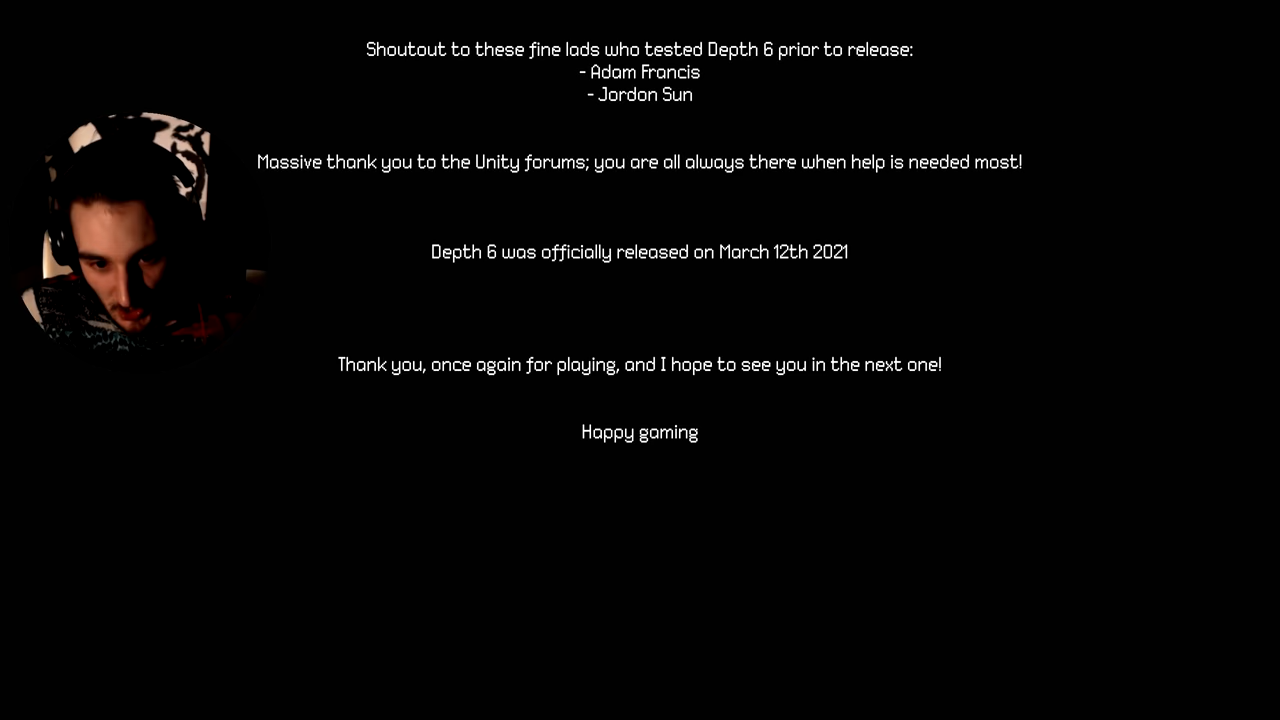 Shoutout to these fine lads who tested Depth 6 prior to release:
- Adam Francis
- Jordon Sun
Massive thank you to the Unity forums; you are all always there when help is needed most!
Depth 6 was officially released on March 12th 2021
Thank you, once again for playing, and I hope to see you in the next one!
Happy gaming